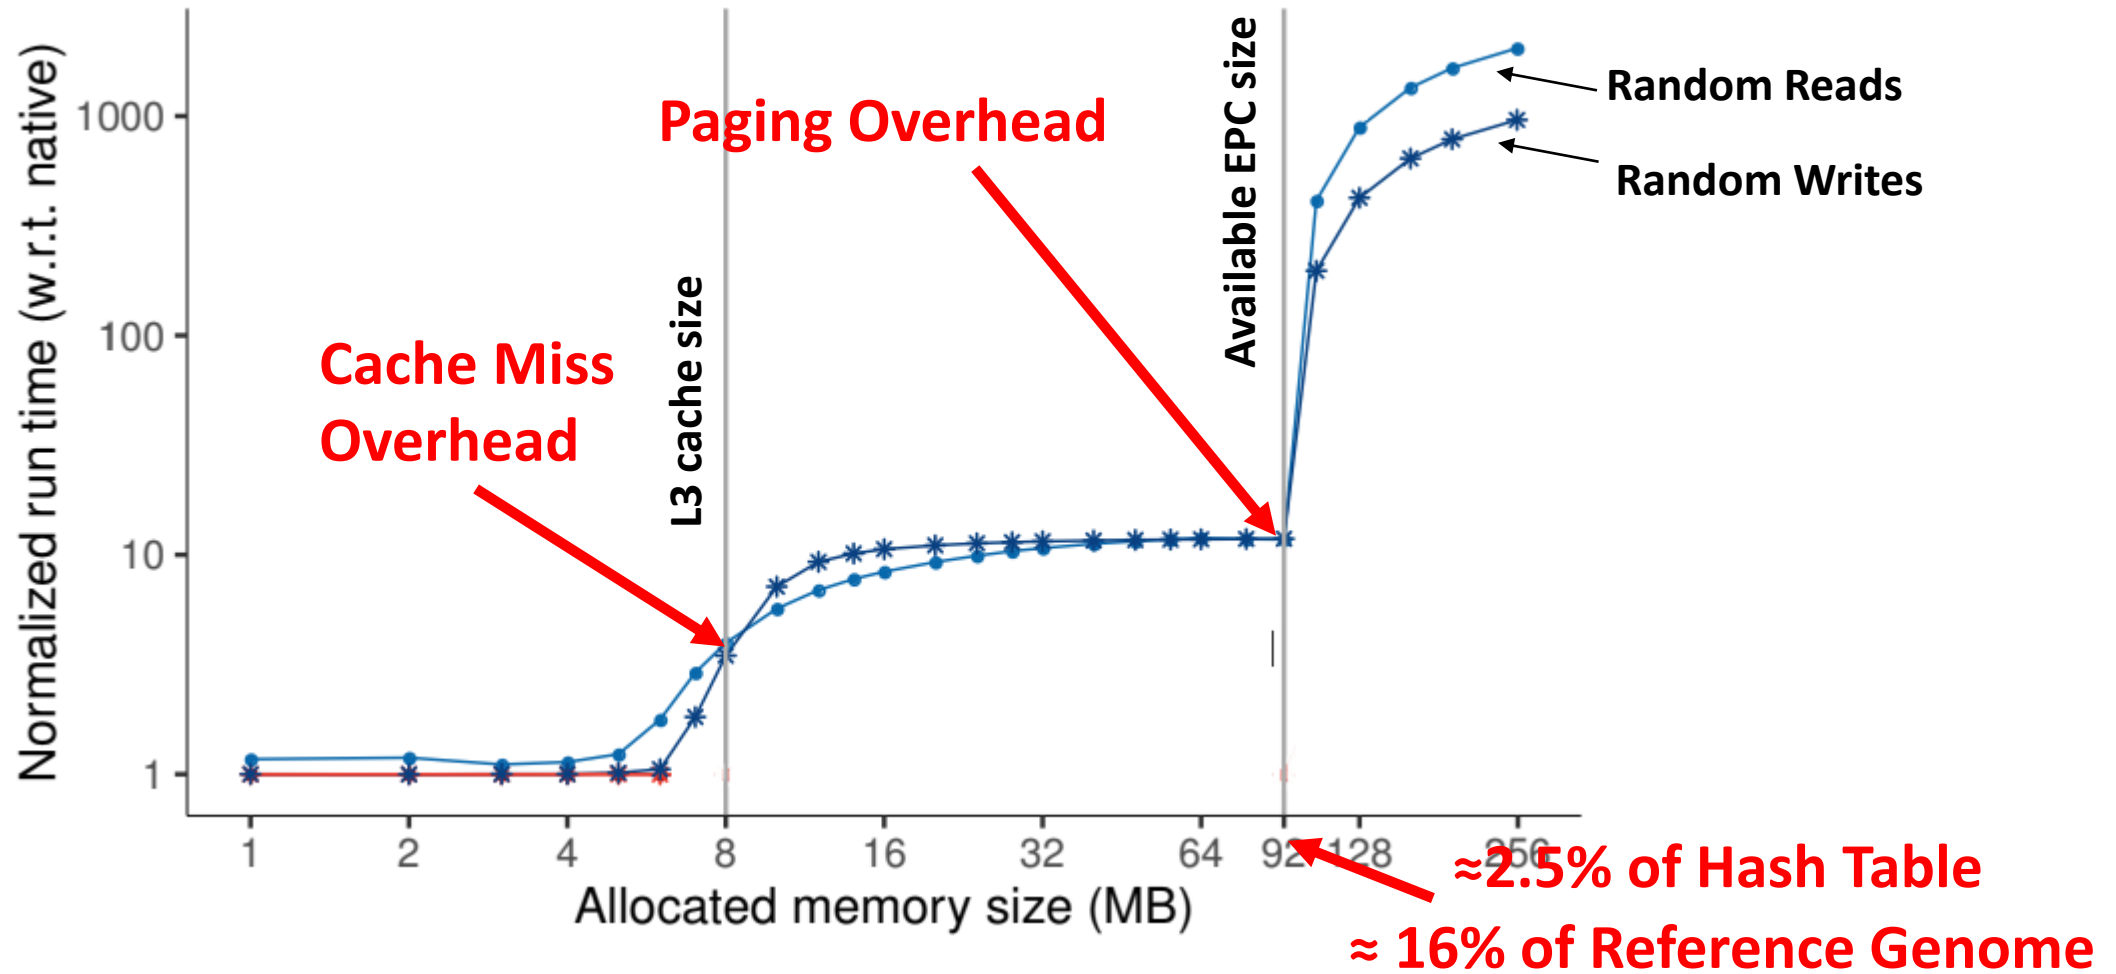 Normalized run time (w.r.t. native)
1000
100
10
1
Paging Overhead
Cache Miss
Overhead
L3 cache size
Available EPC size
Random Reads
Random Writes
1 2 4 8 16 32 64 92 128 256
Allocated memory size (MB)
≈2.5% of Hash Table
≈ 16% of Reference Genome